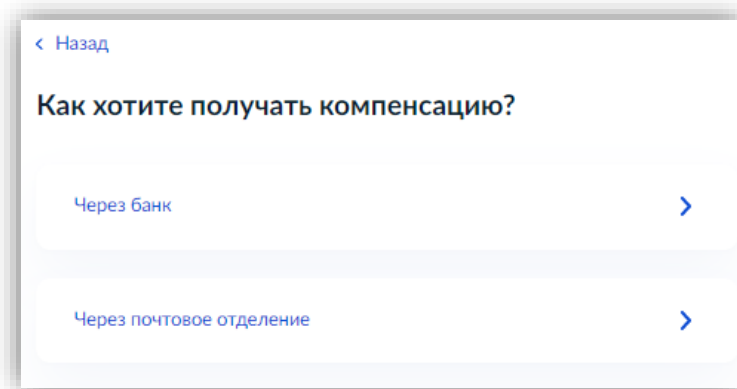 Назад
Как хотите получать компенсацию?
Через банк
Через почтовое отделение